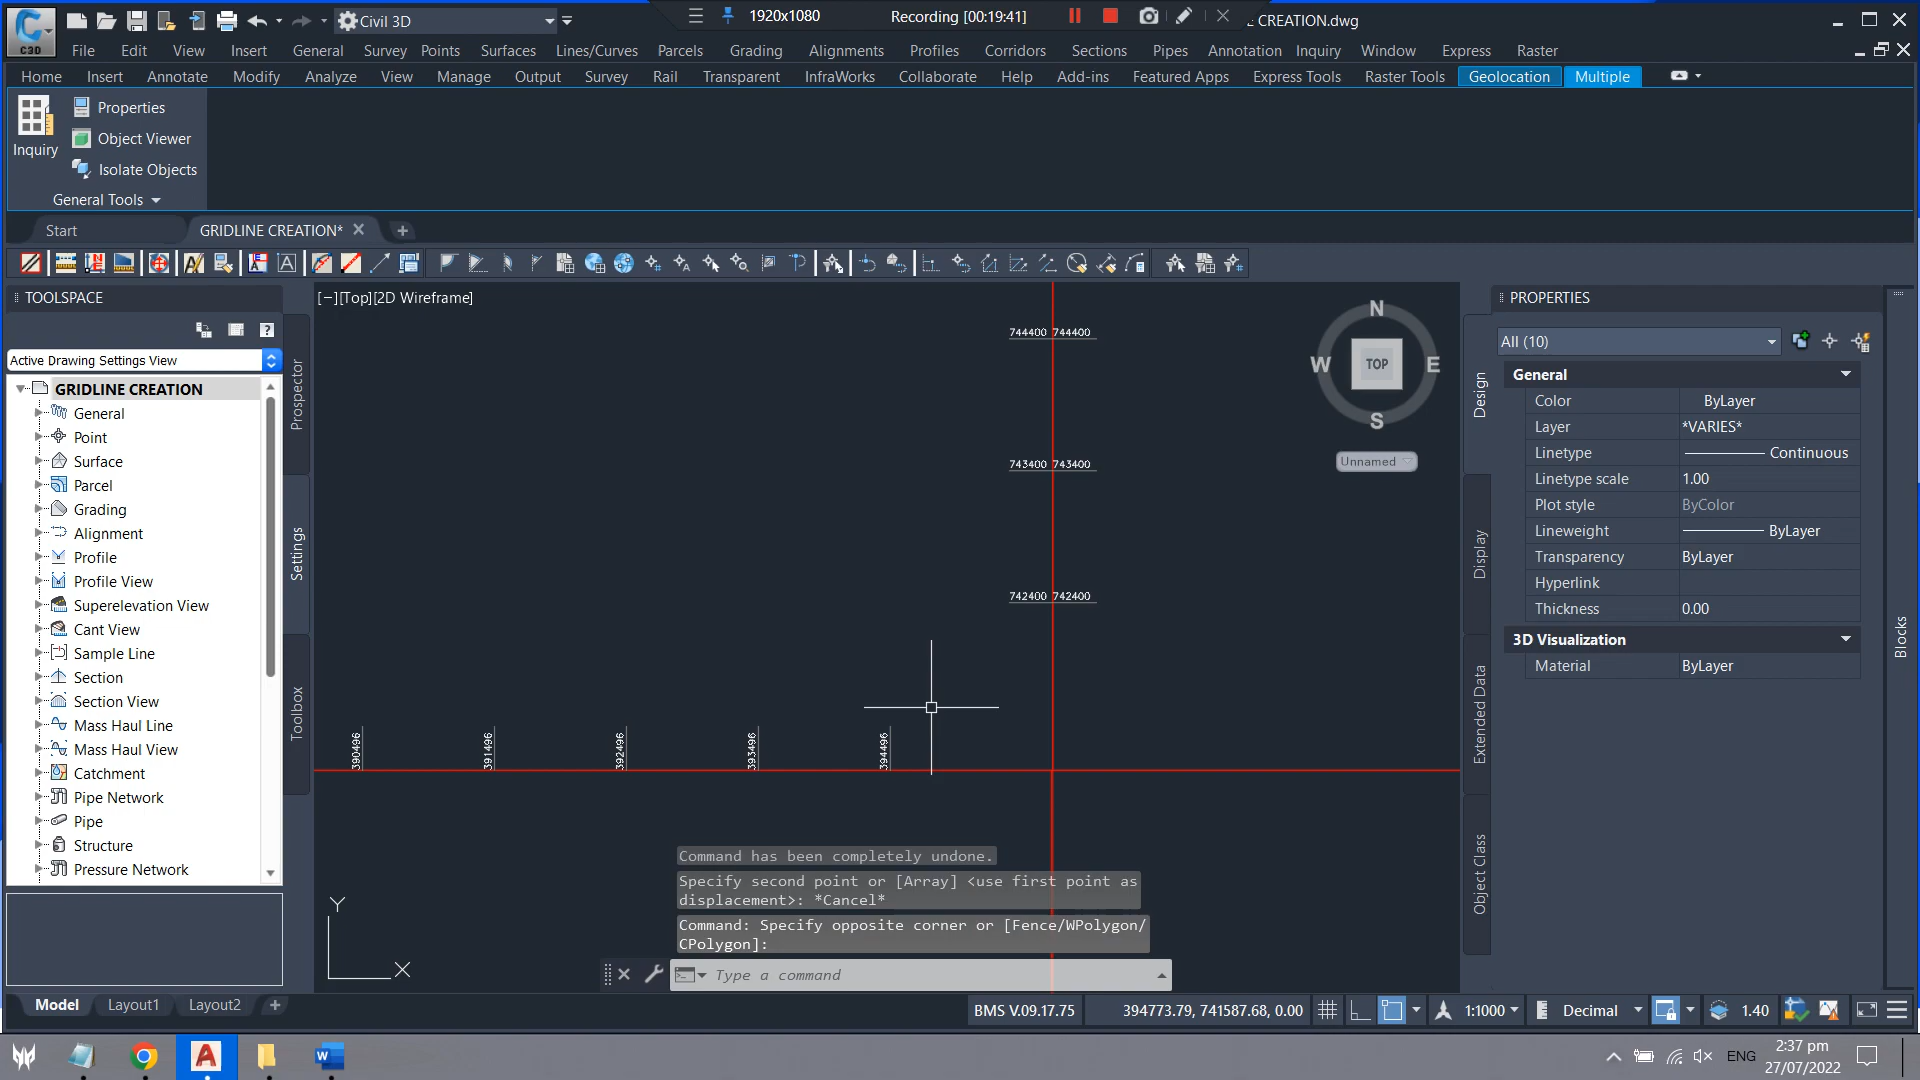 C3D
Civil 3D
1920x1080
Recording [00:19:41]
E CREATION.dwg
File Edit View Insert General Survey Points Surfaces Lines/Curves Parcels Grading Alignments Profiles Corridors Sections Pipes Annotation Inquiry Window Express Raster
Home Insert Annotate Modify Analyze View Manage Output Survey Rail Transparent InfraWorks Collaborate Help Add-ins Featured Apps Express Tools Raster Tools Geolocation Multiple
Inquiry
Properties
Object Viewer
Isolate Objects
General Tools
Start
GRIDLINE CREATION*
TOOLSPACE
Active Drawing Settings View
GRIDLINE CREATION
General
Point
Surface
Parcel
Grading
Alignment
Profile
Profile View
Superelevation View
Cant View
Sample Line
Section
Section View
Mass Haul Line
Mass Haul View
Catchment
Pipe Network
Pipe
Structure
Pressure Network
Prospector
Settings
Toolbox
[−][Top][2D Wireframe]
744400 744400
743400 743400
742400 742400
390496
391496
392496
393496
394496
N
W
TOP
E
S
Unnamed
Y
X
Command has been completely undone.
Specify second point or [Array] <use first point as
displacement>: *Cancel*
Command: Specify opposite corner or [Fence/WPolygon/
CPolygon]:
Type a command
PROPERTIES
All (10)
General
Color ByLayer
Layer *VARIES*
Linetype Continuous
Linetype scale 1.00
Plot style ByColor
Lineweight ByLayer
Transparency ByLayer
Hyperlink
Thickness 0.00
3D Visualization
Material ByLayer
Design
Display
Extended Data
Object Class
Blocks
Model Layout1 Layout2
BMS V.09.17.75
394773.79, 741587.68, 0.00
1:1000
Decimal
1.40
ENG
2:37 pm
27/07/2022